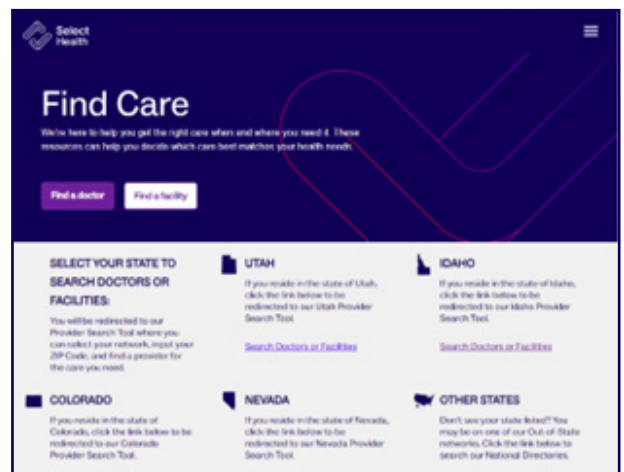 Select
Health
Find Care
We're here to help you get the right care when and where you need it. These
resources can help you decide which care best matches your health needs.
Find a doctor
Find a facility
SELECT YOUR STATE TO
SEARCH DOCTORS OR
FACILITIES:
You will be redirected to our
Provider Search Tool where you
can select your network, input your
ZIP Code, and find a provider for
the care you need.
UTAH
If you reside in the state of Utah,
click the link below to be
redirected to our Utah Provider
Search Tool.
Search Doctors or Facilities
IDAHO
If you reside in the state of Idaho,
click the link below to be
redirected to our Idaho Provider
Search Tool.
Search Doctors or Facilities
COLORADO
If you reside in the state of
Colorado, click the link below to be
redirected to our Colorado
Provider Search Tool.
NEVADA
If you reside in the state of Nevada,
click the link below to be
redirected to our Nevada Provider
Search Tool.
OTHER STATES
Don't see your state listed? You
may be on one of our Out-of-State
networks. Click the link below to
search our National Directories.